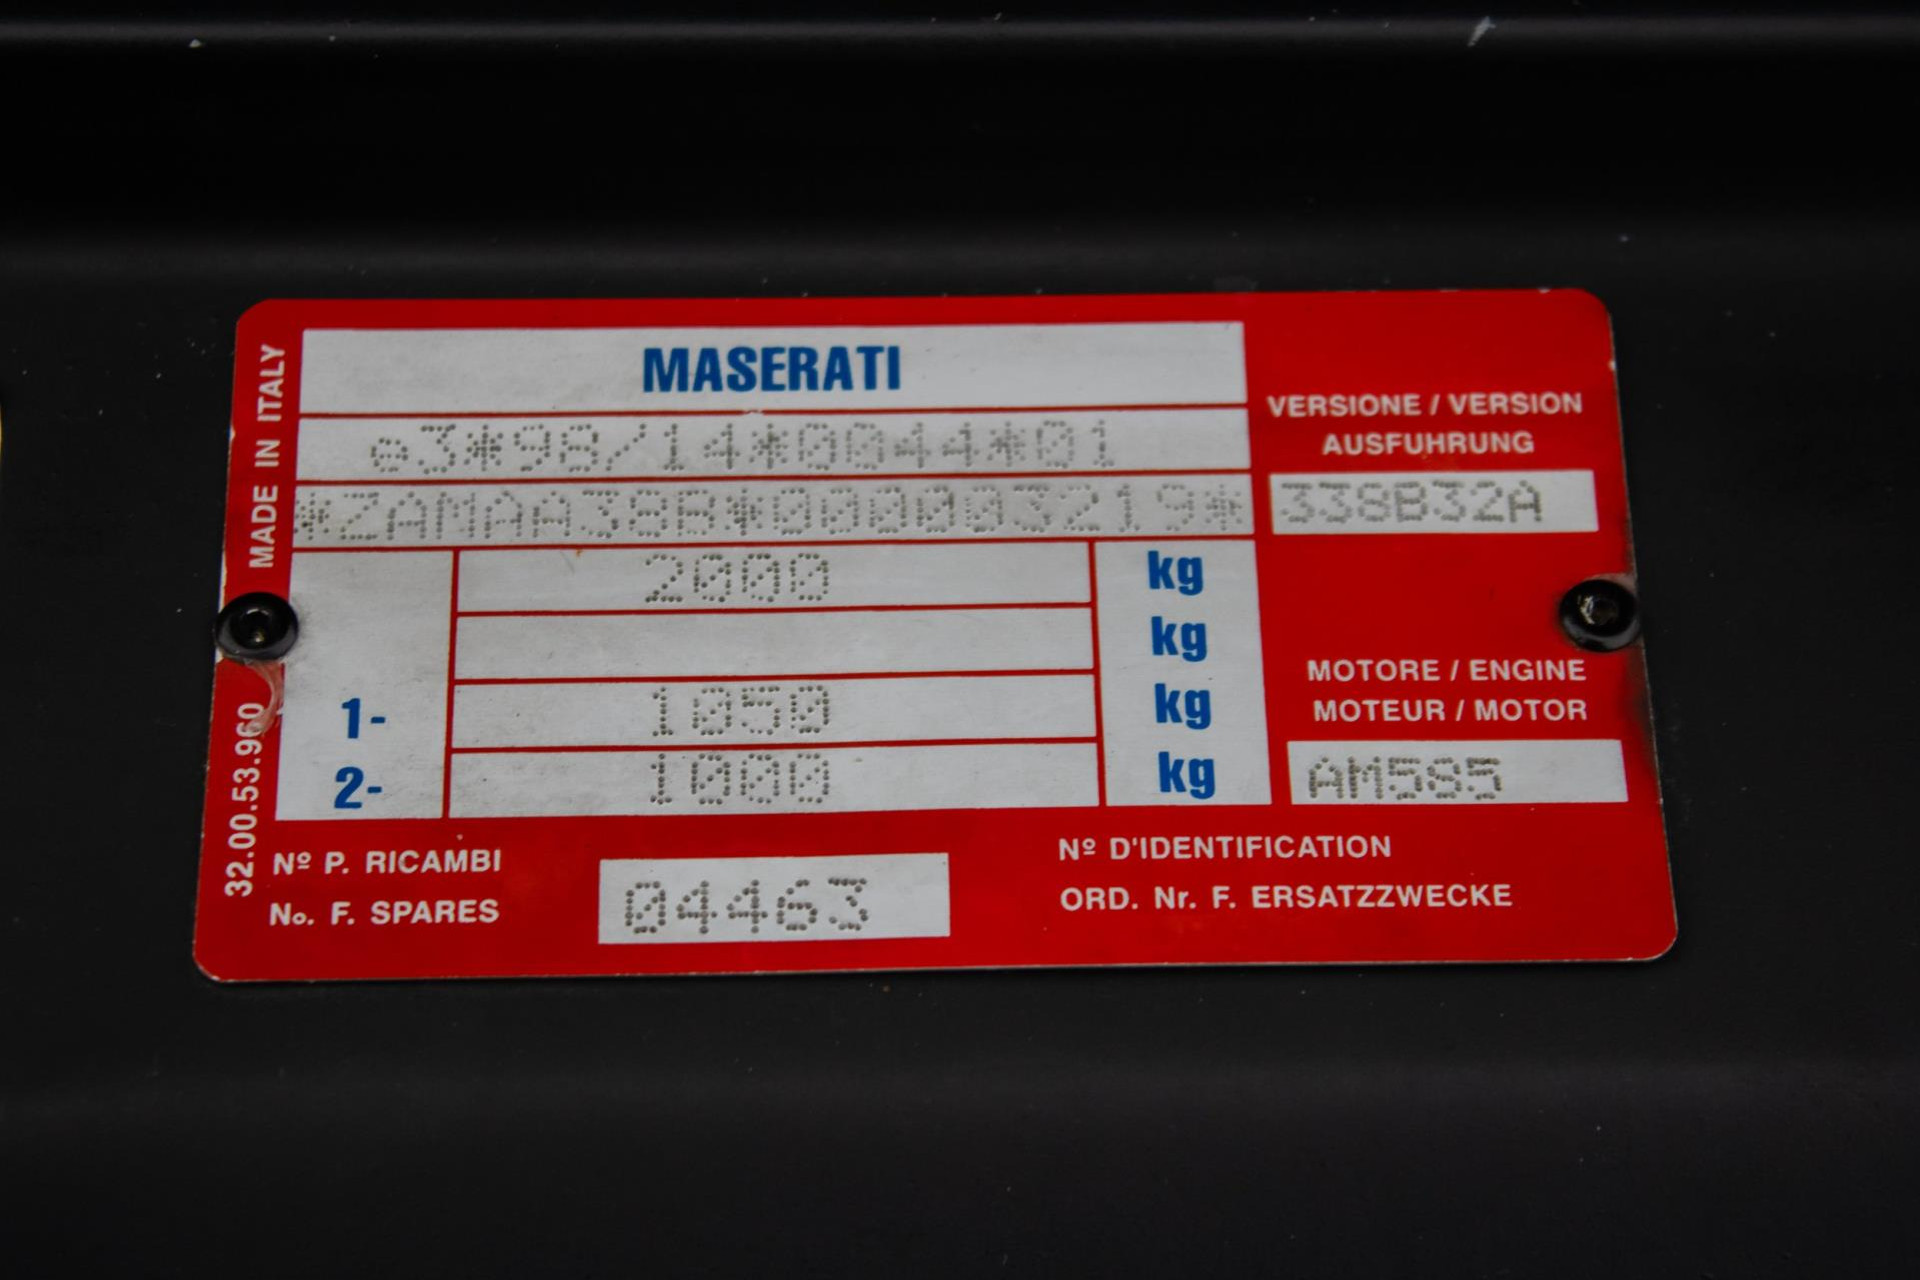 MASERATI
e3*98/14*0044*01
*ZAMAA38B*000003219*
2000 kg
kg
1- 1050 kg
2- 1000 kg
Nº P. RICAMBI
No. F. SPARES
04463
Nº D'IDENTIFICATION
ORD. Nr. F. ERSATZZWECKE
VERSIONE / VERSION
AUSFUHRUNG
338B32A
MOTORE / ENGINE
MOTEUR / MOTOR
AM585
32.00.53.960 MADE IN ITALY